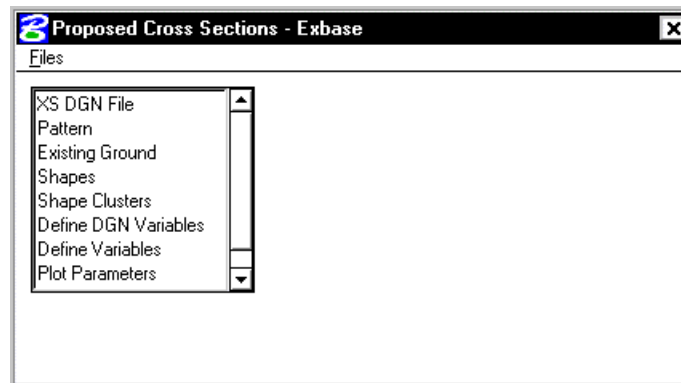 Proposed Cross Sections - Exbase
Files
XS DGN File
Pattern
Existing Ground
Shapes
Shape Clusters
Define DGN Variables
Define Variables
Plot Parameters